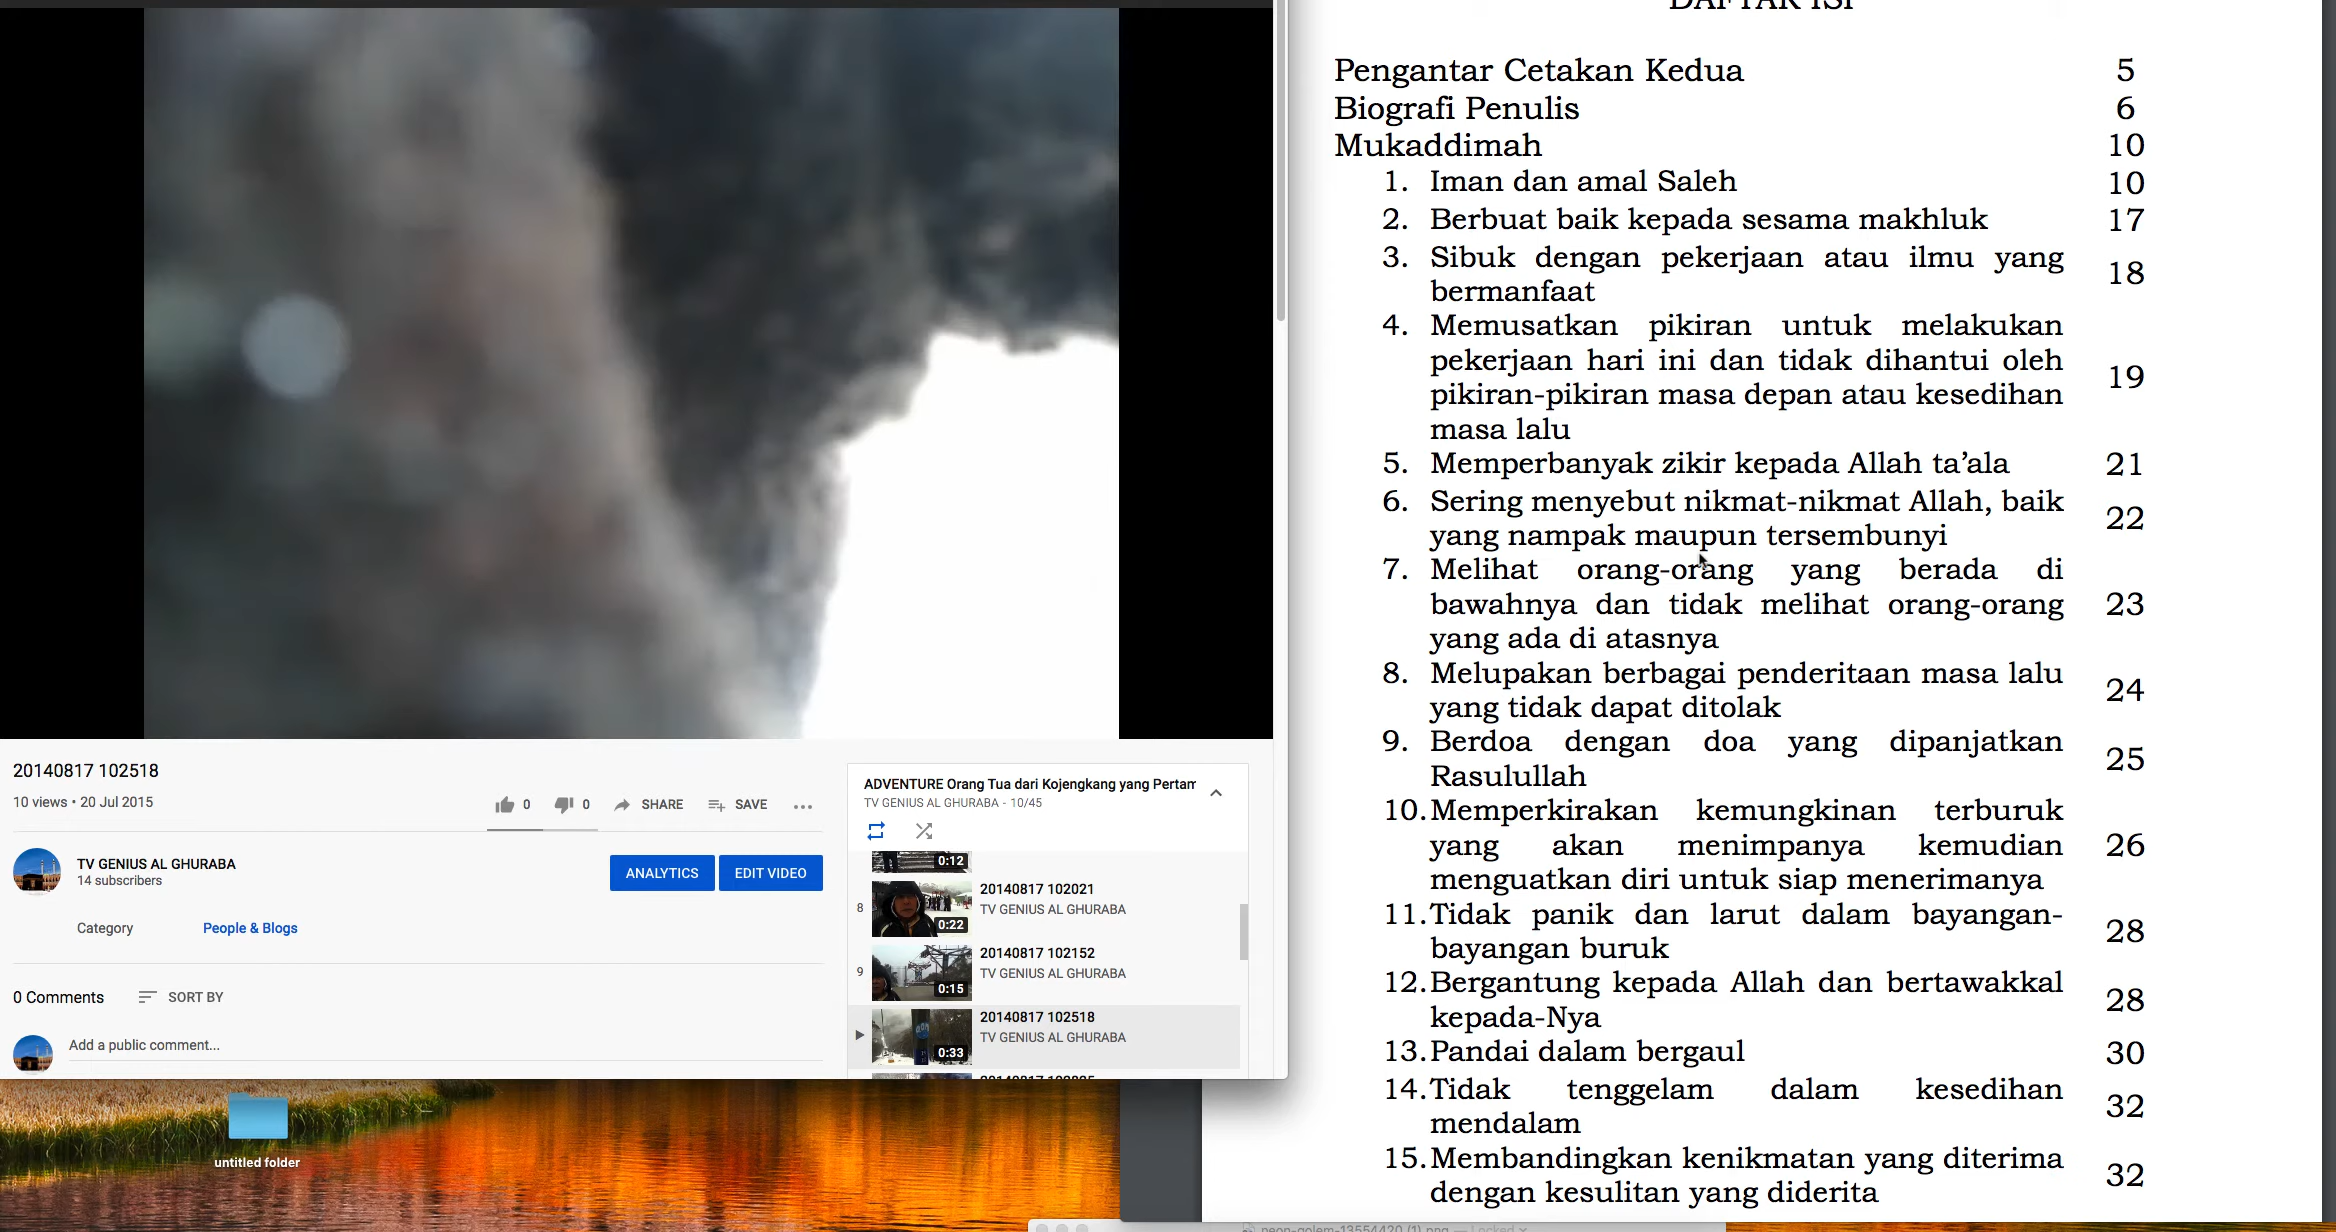 20140817 102518
10 views • 20 Jul 2015
0
0
SHARE
SAVE
TV GENIUS AL GHURABA
14 subscribers
ANALYTICS
EDIT VIDEO
Category
People & Blogs
0 Comments
SORT BY
Add a public comment...
ADVENTURE Orang Tua dari Kojengkang yang Pertam
TV GENIUS AL GHURABA - 10/45
0:12
8
0:22
20140817 102021
TV GENIUS AL GHURABA
9
0:15
20140817 102152
TV GENIUS AL GHURABA
0:33
20140817 102518
TV GENIUS AL GHURABA
untitled folder
DAFTAR ISI
Pengantar Cetakan Kedua 5
Biografi Penulis 6
Mukaddimah 10
1. Iman dan amal Saleh 10
2. Berbuat baik kepada sesama makhluk 17
3. Sibuk dengan pekerjaan atau ilmu yang
bermanfaat 18
4. Memusatkan pikiran untuk melakukan
pekerjaan hari ini dan tidak dihantui oleh
pikiran-pikiran masa depan atau kesedihan
masa lalu 19
5. Memperbanyak zikir kepada Allah ta’ala 21
6. Sering menyebut nikmat-nikmat Allah, baik
yang nampak maupun tersembunyi 22
7. Melihat orang-orang yang berada di
bawahnya dan tidak melihat orang-orang
yang ada di atasnya 23
8. Melupakan berbagai penderitaan masa lalu
yang tidak dapat ditolak 24
9. Berdoa dengan doa yang dipanjatkan
Rasulullah 25
10. Memperkirakan kemungkinan terburuk
yang akan menimpanya kemudian
menguatkan diri untuk siap menerimanya 26
11. Tidak panik dan larut dalam bayangan-
bayangan buruk 28
12. Bergantung kepada Allah dan bertawakkal
kepada-Nya 28
13. Pandai dalam bergaul 30
14. Tidak tenggelam dalam kesedihan
mendalam 32
15. Membandingkan kenikmatan yang diterima
dengan kesulitan yang diderita 32